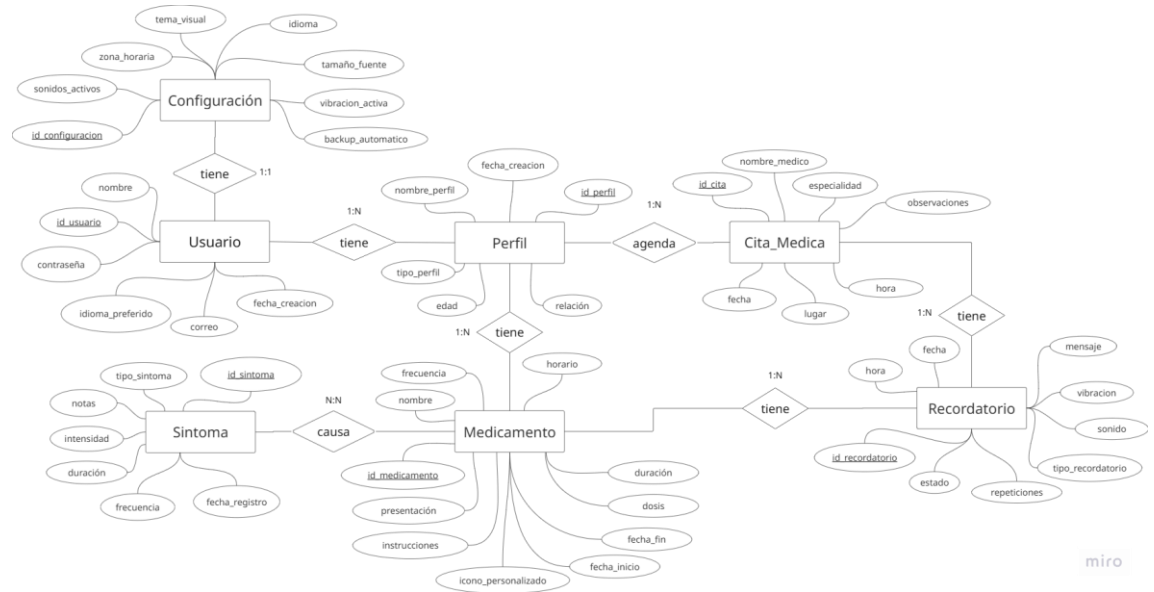 tema_visual
idioma
zona_horaria
tamaño_fuente
sonidos_activos
Configuración
vibracion_activa
id_configuracion
backup_automatico
tiene
1:1
nombre
id_usuario
Usuario
contraseña
idioma_preferido
correo
fecha_creacion
1:N
tiene
fecha_creacion
nombre_perfil
id_perfil
Perfil
tipo_perfil
edad
relación
1:N
agenda
nombre_medico
id_cita
especialidad
observaciones
Cita_Medica
fecha
lugar
hora
1:N
tiene
1:N
tiene
tipo_sintoma
id_sintoma
notas
Sintoma
intensidad
duración
frecuencia
fecha_registro
N:N
causa
frecuencia
horario
nombre
Medicamento
id_medicamento
presentación
instrucciones
icono_personalizado
fecha_inicio
fecha_fin
dosis
duración
1:N
tiene
fecha
hora
mensaje
Recordatorio
vibracion
sonido
id_recordatorio
tipo_recordatorio
estado
repeticiones
miro